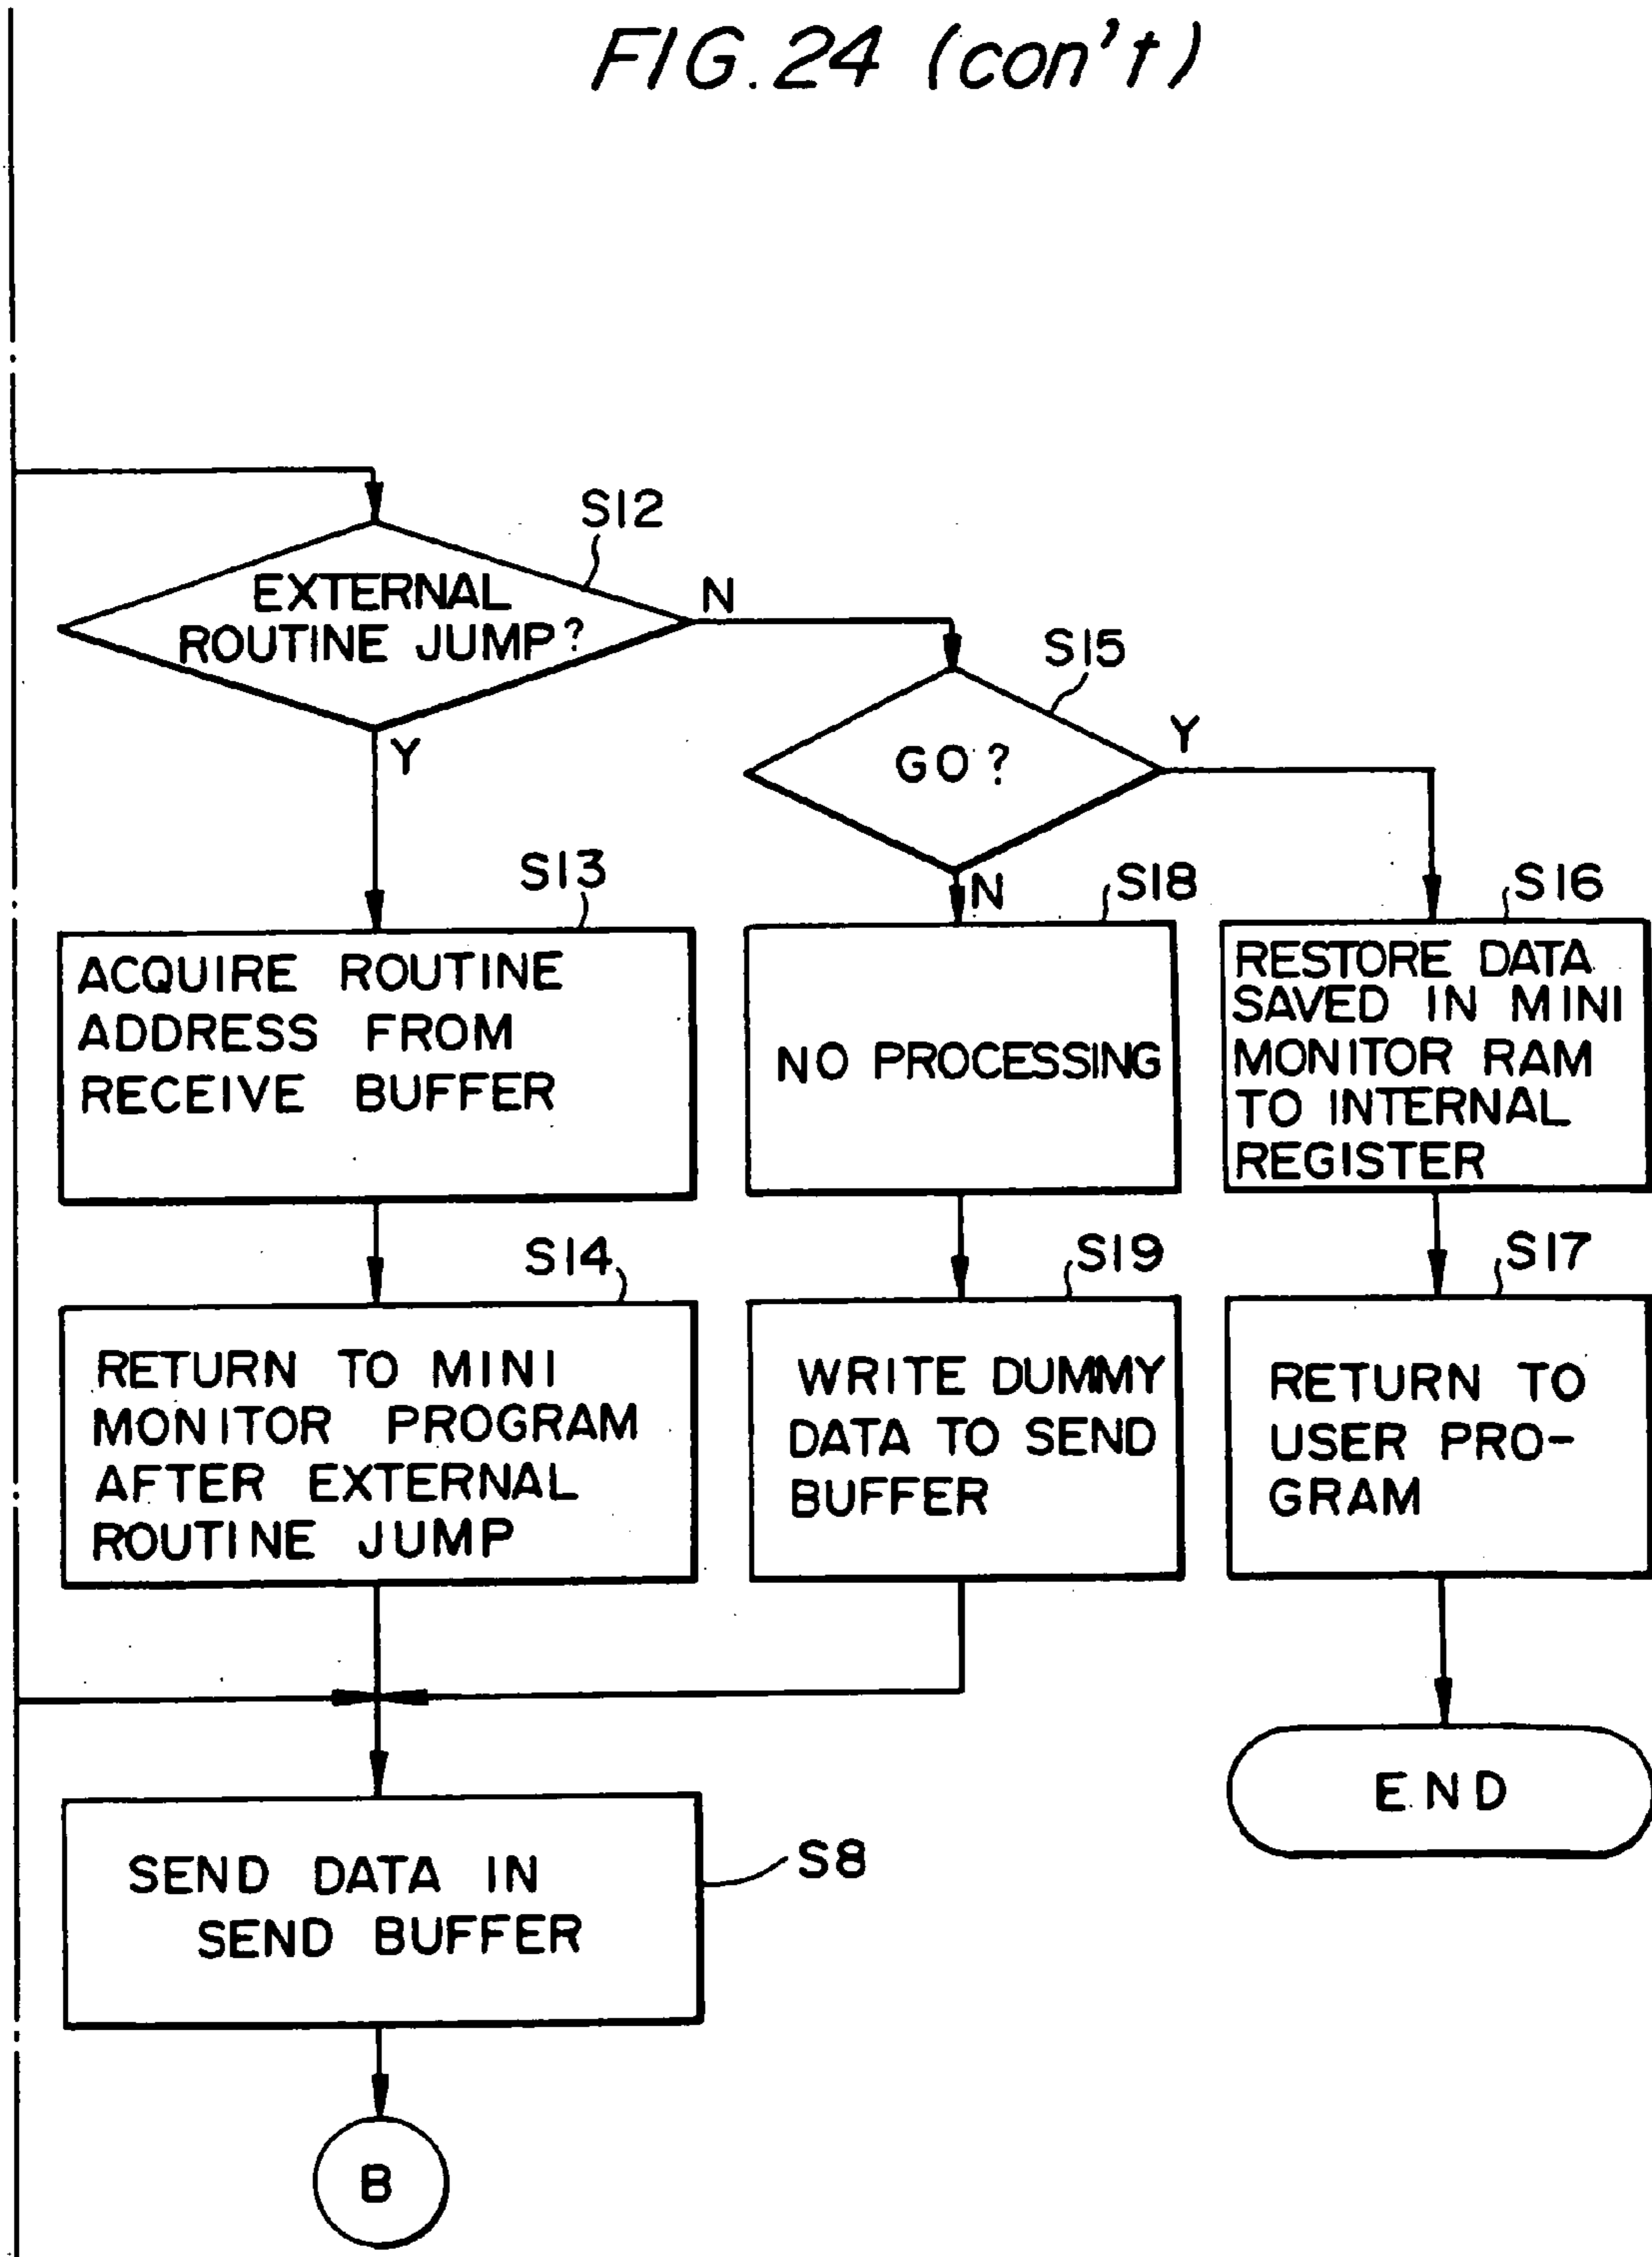 FIG. 24 (con't)
S12
EXTERNAL
ROUTINE JUMP?
N
Y
S15
GO?
Y
N
S13
ACQUIRE ROUTINE
ADDRESS FROM
RECEIVE BUFFER
S18
NO PROCESSING
S16
RESTORE DATA
SAVED IN MINI
MONITOR RAM
TO INTERNAL
REGISTER
S14
RETURN TO MINI
MONITOR PROGRAM
AFTER EXTERNAL
ROUTINE JUMP
S19
WRITE DUMMY
DATA TO SEND
BUFFER
S17
RETURN TO
USER PRO-
GRAM
END
S8
SEND DATA IN
SEND BUFFER
B